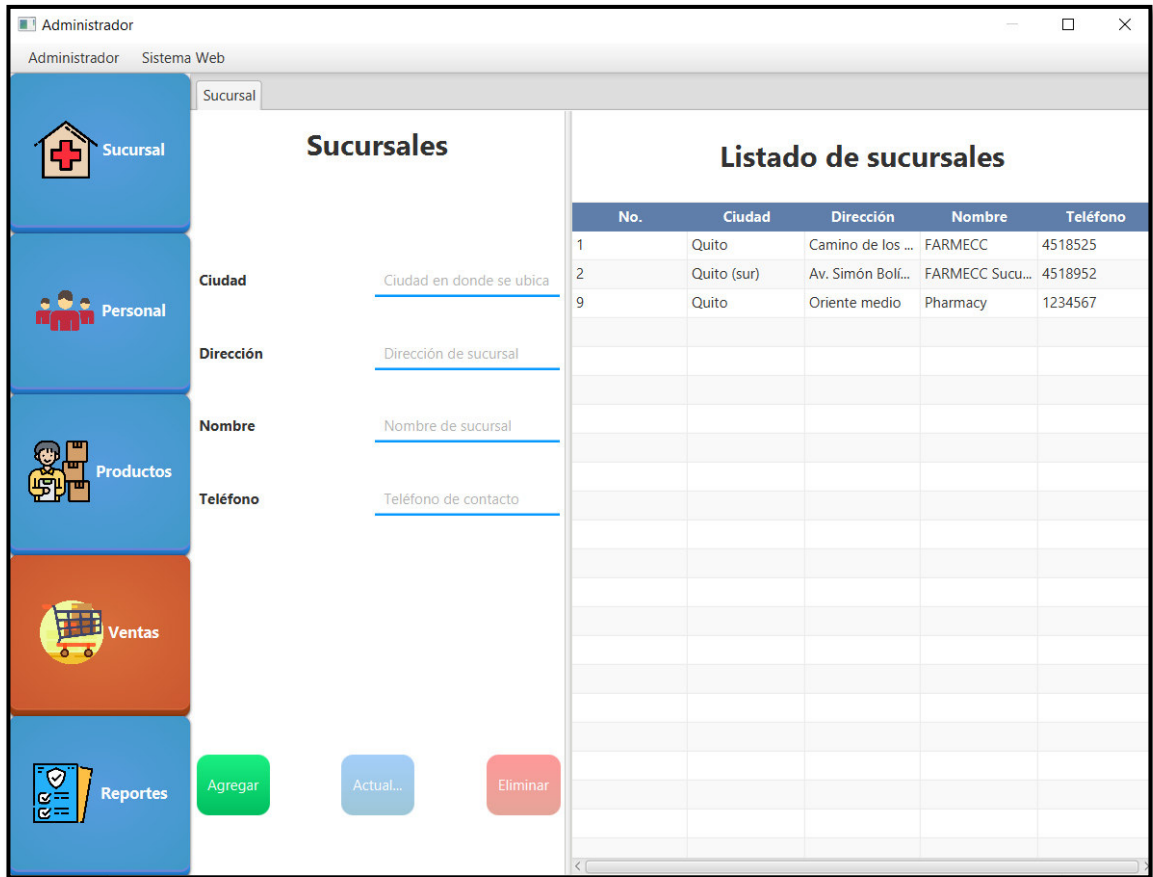 Administrador
Administrador Sistema Web
Sucursal
Sucursal
Personal
Productos
Ventas
Reportes
Sucursales
Ciudad Ciudad en donde se ubica
Dirección Dirección de sucursal
Nombre Nombre de sucursal
Teléfono Teléfono de contacto
Agregar Actual... Eliminar
Listado de sucursales
No. Ciudad Dirección Nombre Teléfono
1 Quito Camino de los ... FARMECC 4518525
2 Quito (sur) Av. Simón Bolí... FARMECC Sucu... 4518952
9 Quito Oriente medio Pharmacy 1234567